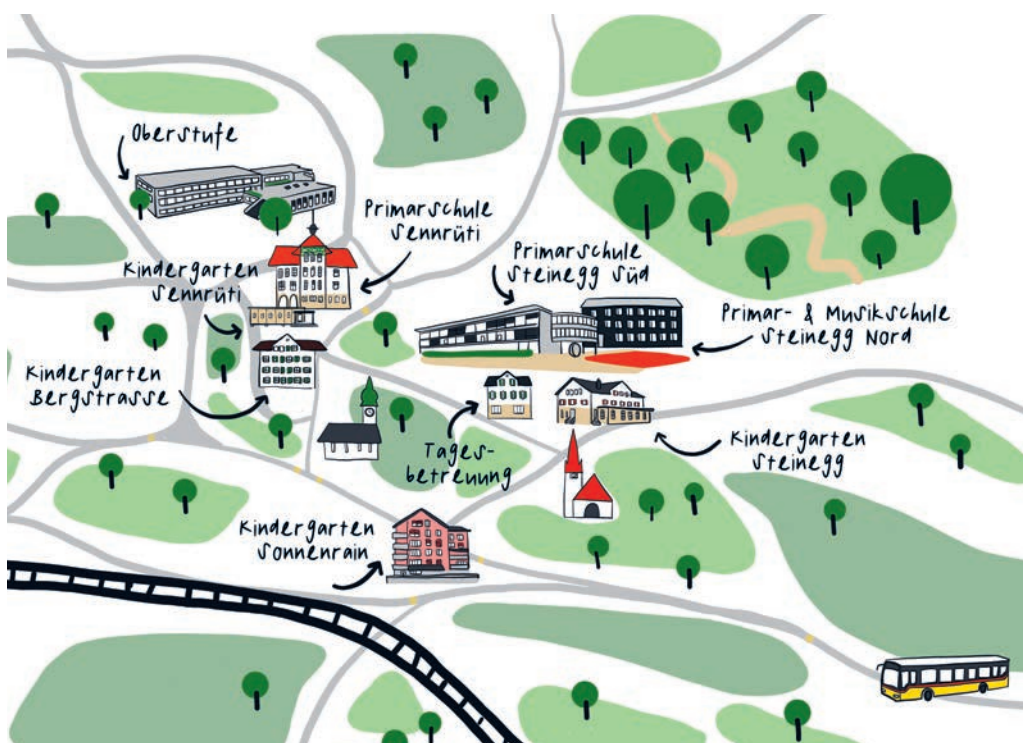 Oberstufe
Primarschule
Sennrüti
Kindergarten
Sennrüti
Primarschule
Steinegg Süd
Primar- & Musikschule
Steinegg Nord
Kindergarten
Bergstrasse
Tages-
betreuung
Kindergarten
Steinegg
Kindergarten
Sonnenrain